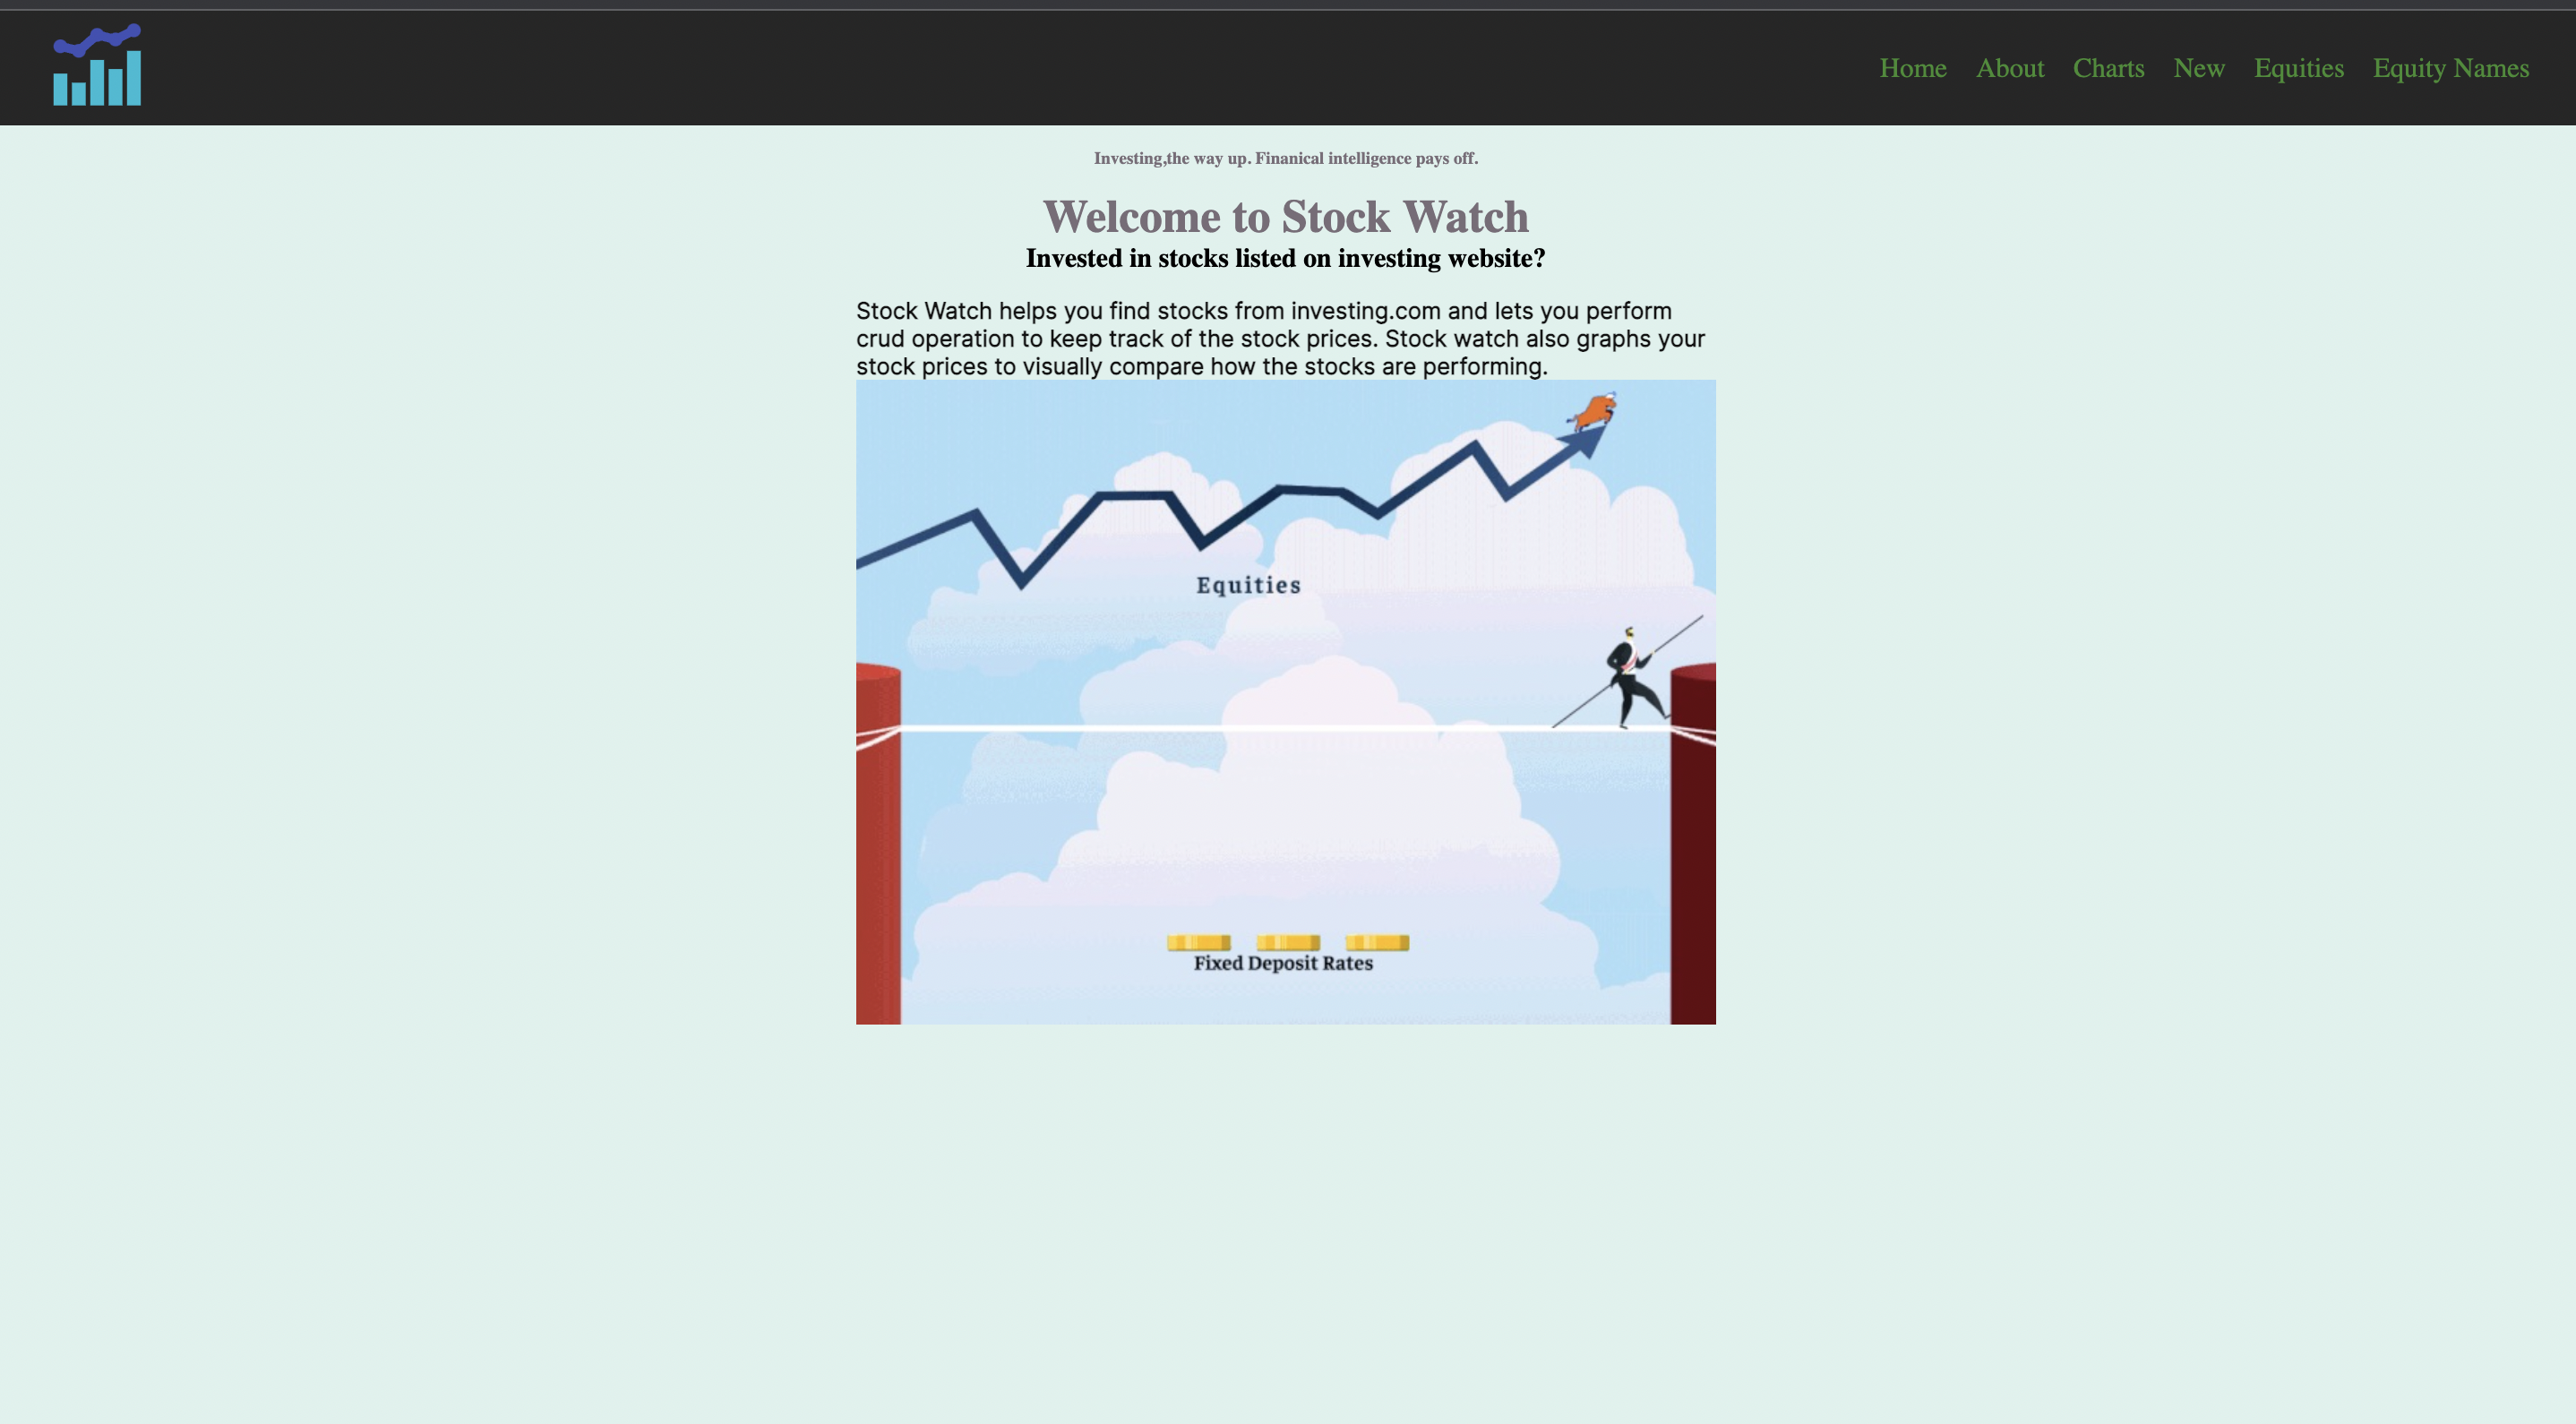 Home About Charts New Equities Equity Names
Investing,the way up. Finanical intelligence pays off.
Welcome to Stock Watch
Invested in stocks listed on investing website?
Stock Watch helps you find stocks from investing.com and lets you perform
crud operation to keep track of the stock prices. Stock watch also graphs your
stock prices to visually compare how the stocks are performing.
Equities
Fixed Deposit Rates